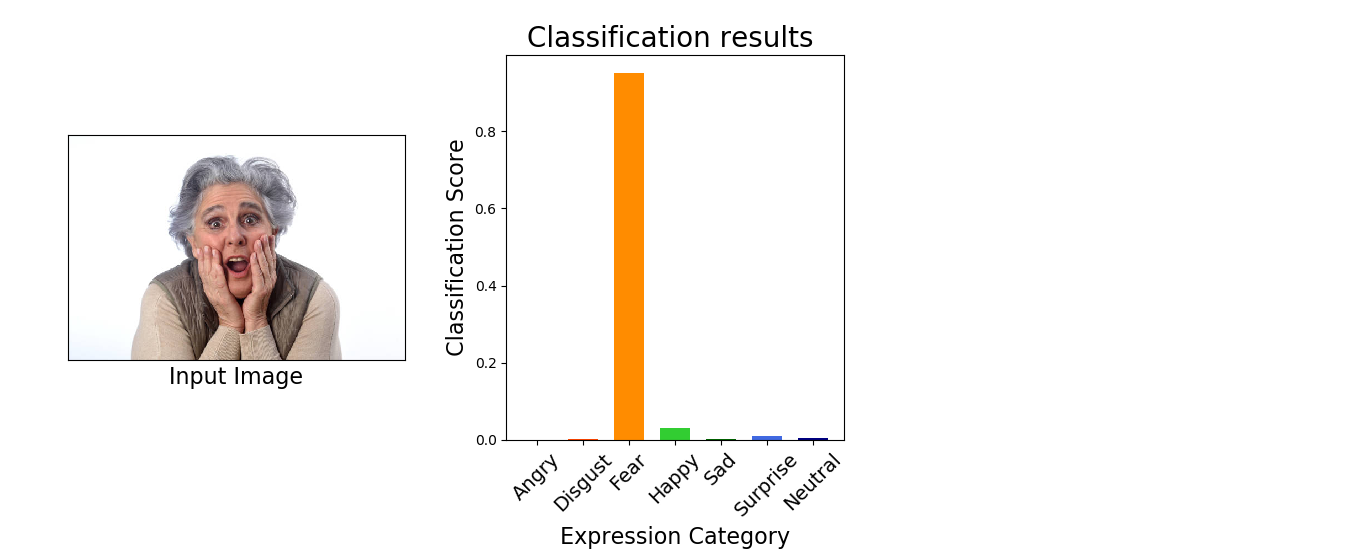 Classification results
Classification Score
0.8
0.6
0.4
0.2
0.0
Angry
Disgust
Fear
Happy
Sad
Surprise
Neutral
Expression Category
Input Image